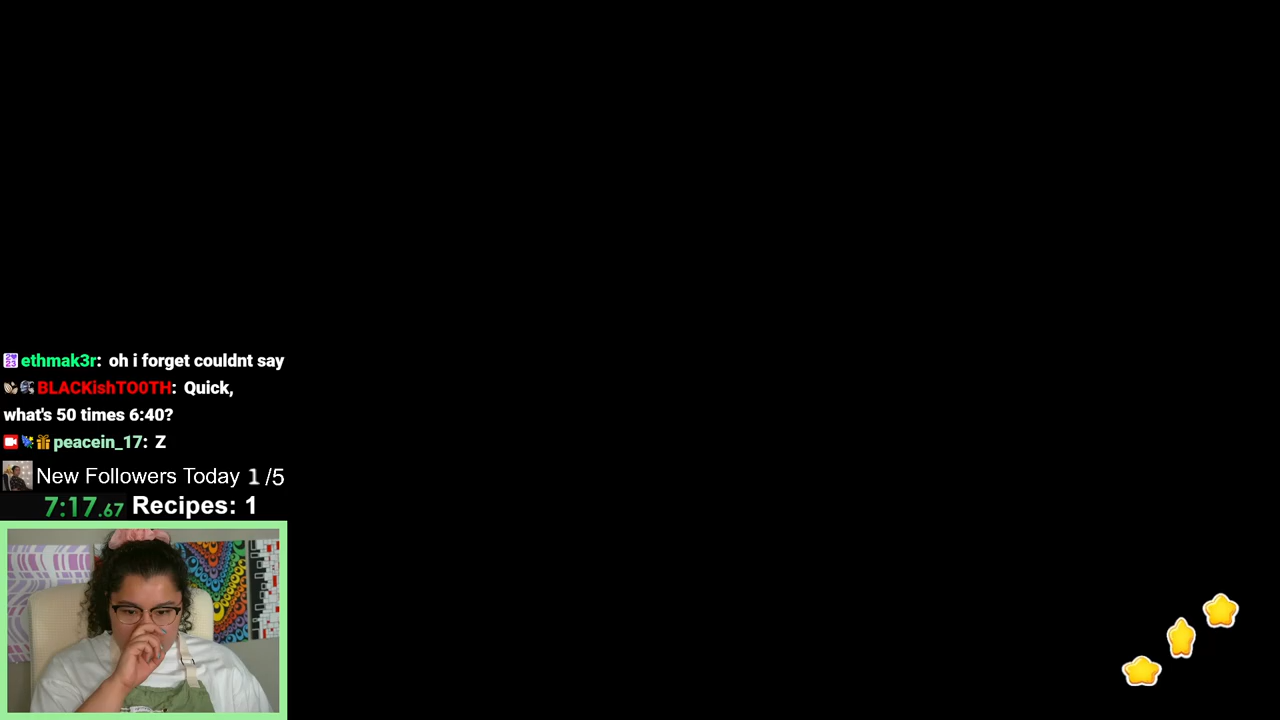 ethmak3r: oh i forget couldnt say
BLACKishTO0TH: Quick,
what's 50 times 6:40?
peacein_17: Z
New Followers Today 1 /5
7:17.67 Recipes: 1